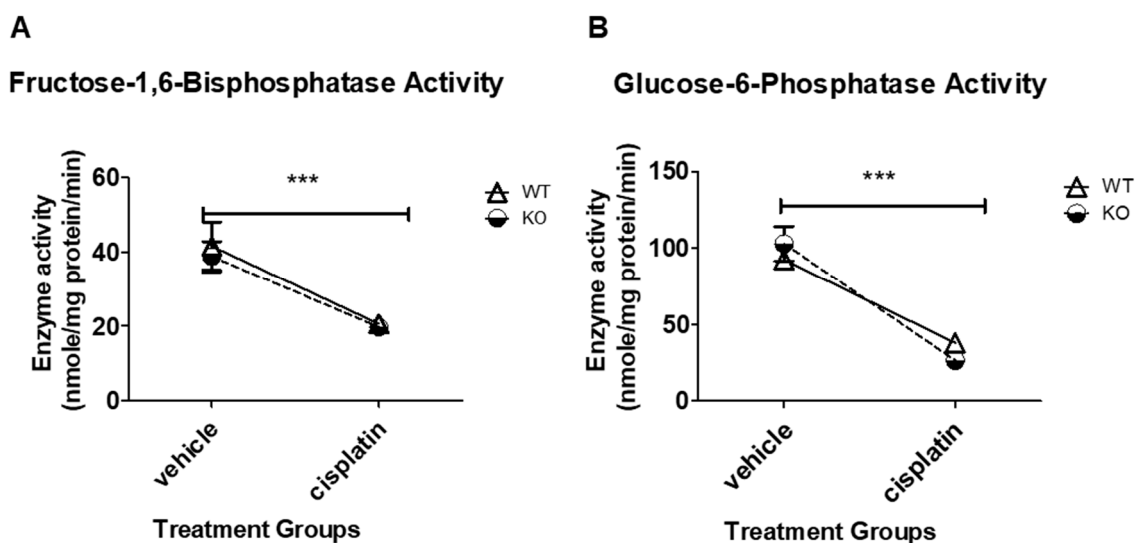 A
Fructose-1,6-Bisphosphatase Activity
Enzyme activity
(nmole/mg protein/min)
60
40
20
0
***
WT
KO
vehicle
cisplatin
Treatment Groups
B
Glucose-6-Phosphatase Activity
Enzyme activity
(nmole/mg protein/min)
150
100
50
0
***
WT
KO
vehicle
cisplatin
Treatment Groups